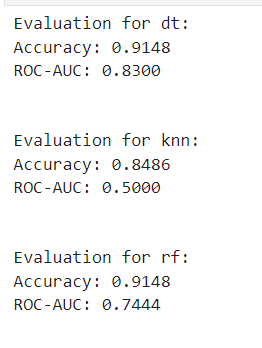 Evaluation for dt:
Accuracy: 0.9148
ROC-AUC: 0.8300
Evaluation for knn:
Accuracy: 0.8486
ROC-AUC: 0.5000
Evaluation for rf:
Accuracy: 0.9148
ROC-AUC: 0.7444